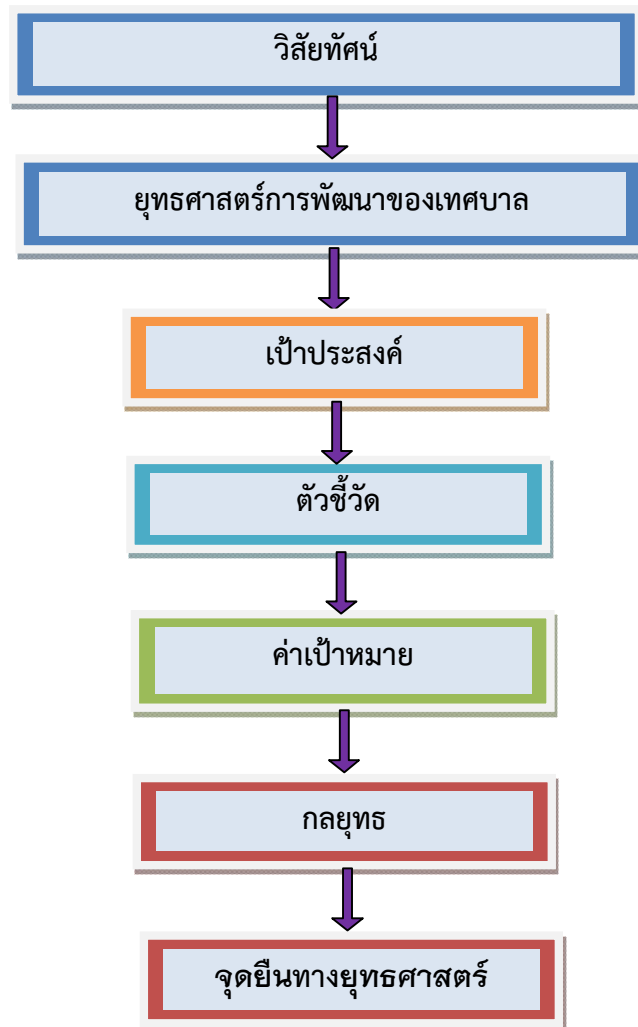 วิสัยทัศน์
ยุทธศาสตร์การพัฒนาของเทศบาล
เป้าประสงค์
ตัวชี้วัด
ค่าเป้าหมาย
กลยุทธ
จุดยืนทางยุทธศาสตร์